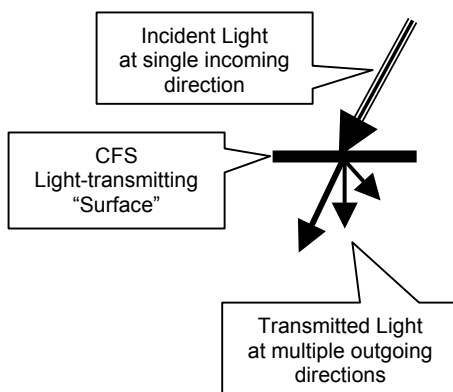 Incident Light
at single incoming
direction
CFS
Light-transmitting
“Surface”
Transmitted Light
at multiple outgoing
directions